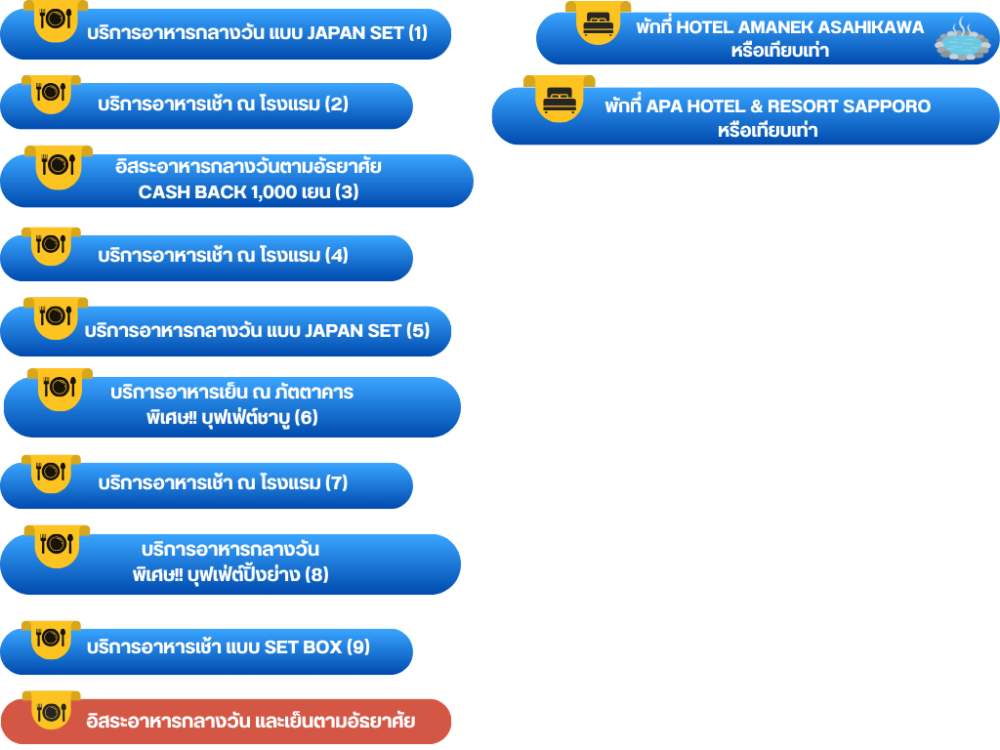 บริการอาหารกลางวัน แบบ JAPAN SET (1)
บริการอาหารเช้า ณ โรงแรม (2)
อิสระอาหารกลางวันตามอัธยาศัย
CASH BACK 1,000 เยน (3)
บริการอาหารเช้า ณ โรงแรม (4)
บริการอาหารกลางวัน แบบ JAPAN SET (5)
บริการอาหารเย็น ณ ภัตตาคาร
พิเศษ!! บุฟเฟ่ต์ชาบู (6)
บริการอาหารเช้า ณ โรงแรม (7)
บริการอาหารกลางวัน
พิเศษ!! บุฟเฟ่ต์ปิ้งย่าง (8)
บริการอาหารเช้า แบบ SET BOX (9)
อิสระอาหารกลางวัน และเย็นตามอัธยาศัย
พักที่ HOTEL AMANEK ASAHIKAWA
หรือเทียบเท่า
พักที่ APA HOTEL & RESORT SAPPORO
หรือเทียบเท่า